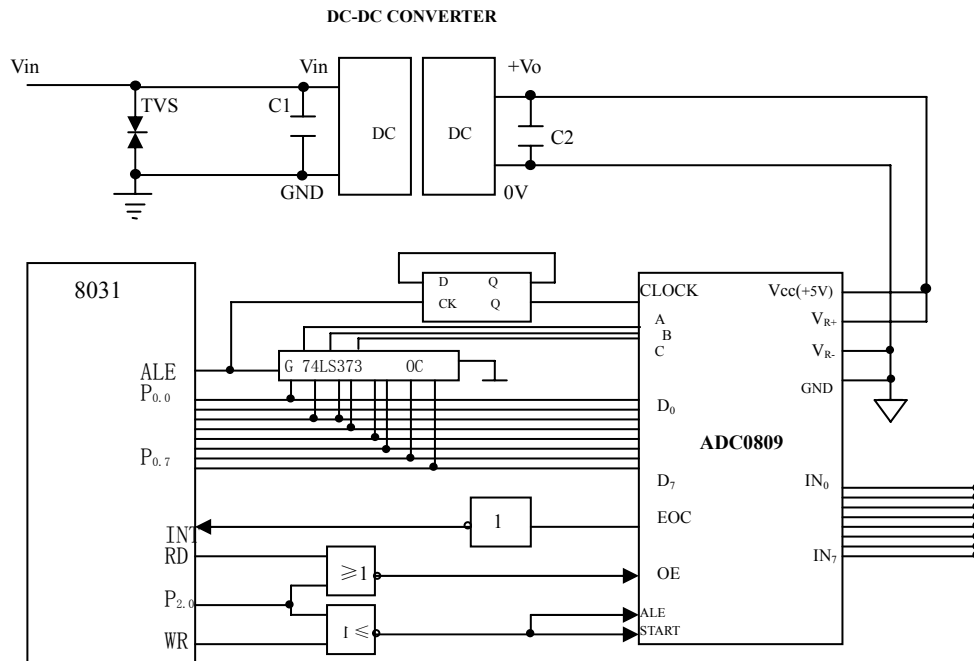 DC-DC CONVERTER
Vin
Vin
+Vo
TVS
C1
DC
DC
C2
GND
0V
8031
D
Q
CK
Q
CLOCK
Vcc(+5V)
A
B
C
VR+
VR-
G 74LS373
OC
ALE
GND
P0.0
D0
ADC0809
P0.7
D7
IN0
1
EOC
INT
RD
IN7
≥1
OE
P2.0
ALE
1≥
START
WR